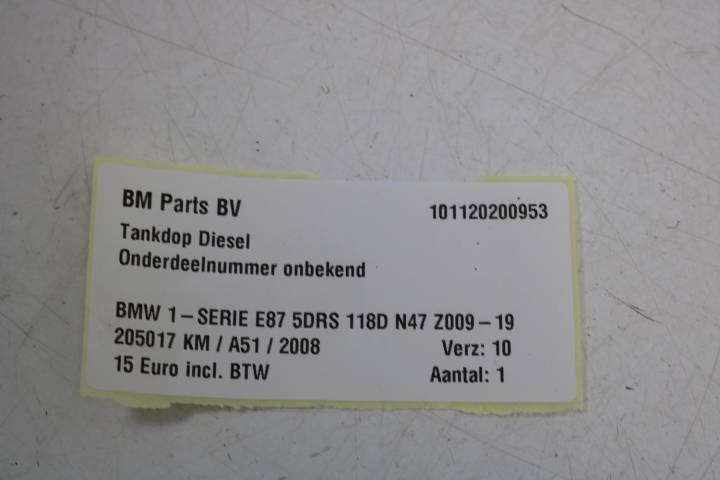 BM Parts BV 101120200953
Tankdop Diesel
Onderdeelnummer onbekend
BMW 1-SERIE E87 5DRS 118D N47 Z009-19
205017 KM / A51 / 2008 Verz: 10
15 Euro incl. BTW Aantal: 1